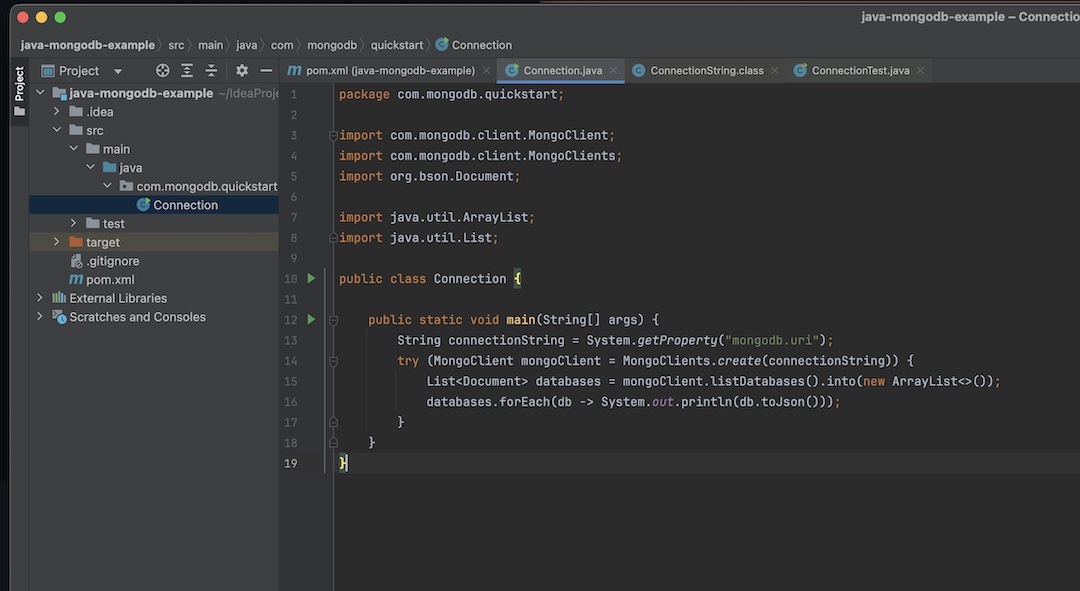 java-mongodb-example – Connectio
java-mongodb-example src main java com mongodb quickstart Connection
Project
Project
pom.xml (java-mongodb-example)
Connection.java
ConnectionString.class
ConnectionTest.java
java-mongodb-example ~/IdeaProje
.idea
src
main
java
com.mongodb.quickstart
Connection
test
target
.gitignore
pom.xml
External Libraries
Scratches and Consoles
1 package com.mongodb.quickstart;
2
3 import com.mongodb.client.MongoClient;
4 import com.mongodb.client.MongoClients;
5 import org.bson.Document;
6
7 import java.util.ArrayList;
8 import java.util.List;
9
10 public class Connection {
11
12 public static void main(String[] args) {
13 String connectionString = System.getProperty("mongodb.uri");
14 try (MongoClient mongoClient = MongoClients.create(connectionString)) {
15 List<Document> databases = mongoClient.listDatabases().into(new ArrayList<>());
16 databases.forEach(db -> System.out.println(db.toJson()));
17 }
18 }
19 }